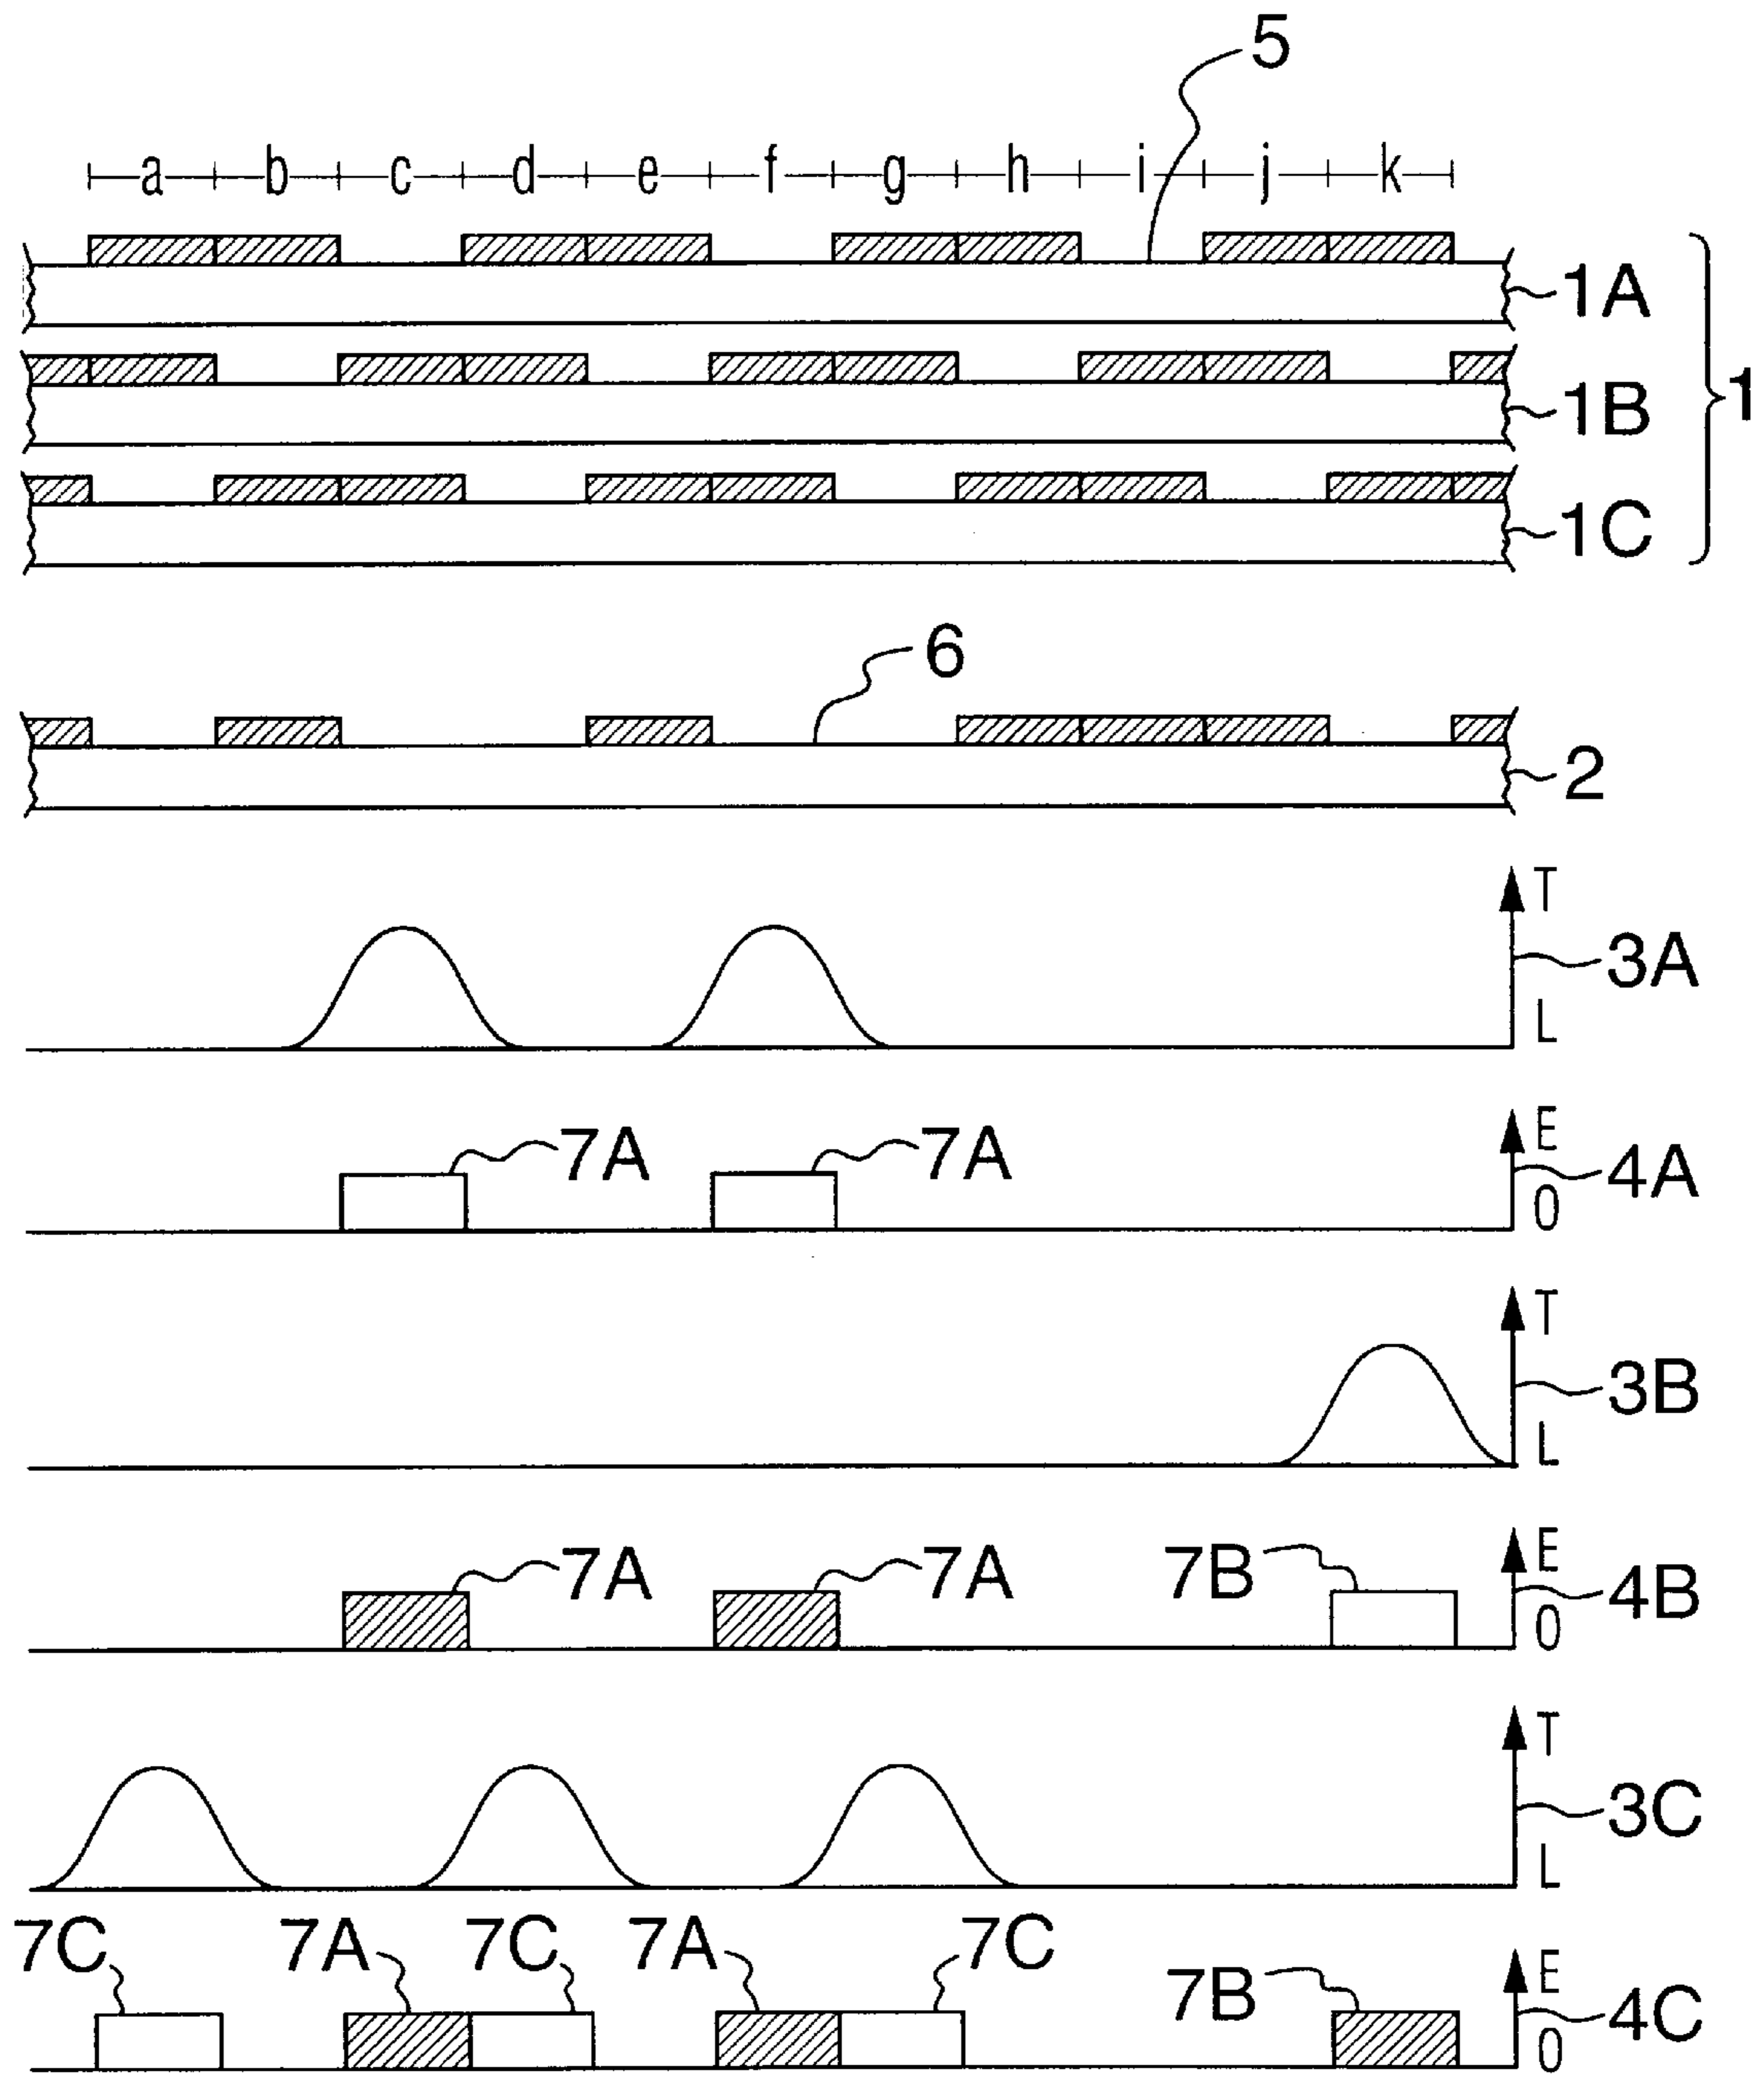 5
a b c d e f g h i j k
1A
1B
1
1C
6
2
T
3A
L
7A 7A E
4A
0
T
3B
L
7A 7A 7B E
4B
0
T
3C
L
7C 7A 7C 7A 7C
7B E
4C
0